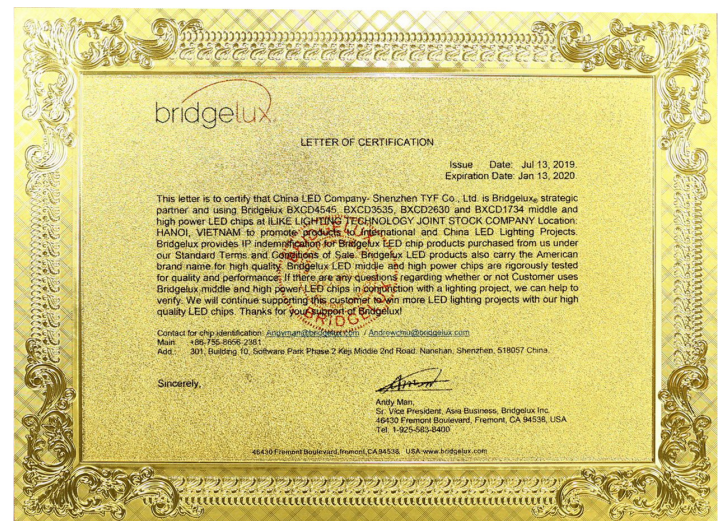 bridgelux.
LETTER OF CERTIFICATION
Issue Date: Jul 13, 2019.
Expiration Date: Jan 13, 2020.
This letter is to certify that China LED Company- Shenzhen TYF Co., Ltd. is Bridgelux® strategic
partner and using Bridgelux BXCD4545 BXCD3535, BXCD2630 and BXCD1734 middle and
high power LED chips at ILIKE LIGHTING TECHNOLOGY JOINT STOCK COMPANY Location:
HANOI, VIETNAM to promote products to International and China LED Lighting Projects.
Bridgelux provides IP indemnification for Bridgelux LED chip products purchased from us under
our Standard Terms and Conditions of Sale. Bridgelux LED products also carry the American
brand name for high quality. Bridgelux LED middle and high power chips are rigorously tested
for quality and performance. If there are any questions regarding whether or not Customer uses
Bridgelux middle and high power LED chips in conjunction with a lighting project, we can help to
verify. We will continue supporting this customer to win more LED lighting projects with our high
quality LED chips. Thanks for your support of Bridgelux!
BRIDGELUX
BRIDGELUX
Contact for chip identification: Andyman@bridgelux.com / Andrewchiu@bridgelux.com
Main: +86-755-8656 2381
Add.: 301, Building 10, Software Park Phase 2 Keji Middle 2nd Road. Nanshan, Shenzhen, 518057 China.
Sincerely,
Andy Man,
Sr. Vice President, Asia Business, Bridgelux Inc.
46430 Fremont Boulevard, Fremont, CA 94538, USA
Tel: 1-925-583-8400
46430 Fremont Boulevard,fremont,CA94538 USA www.bridgelux.com